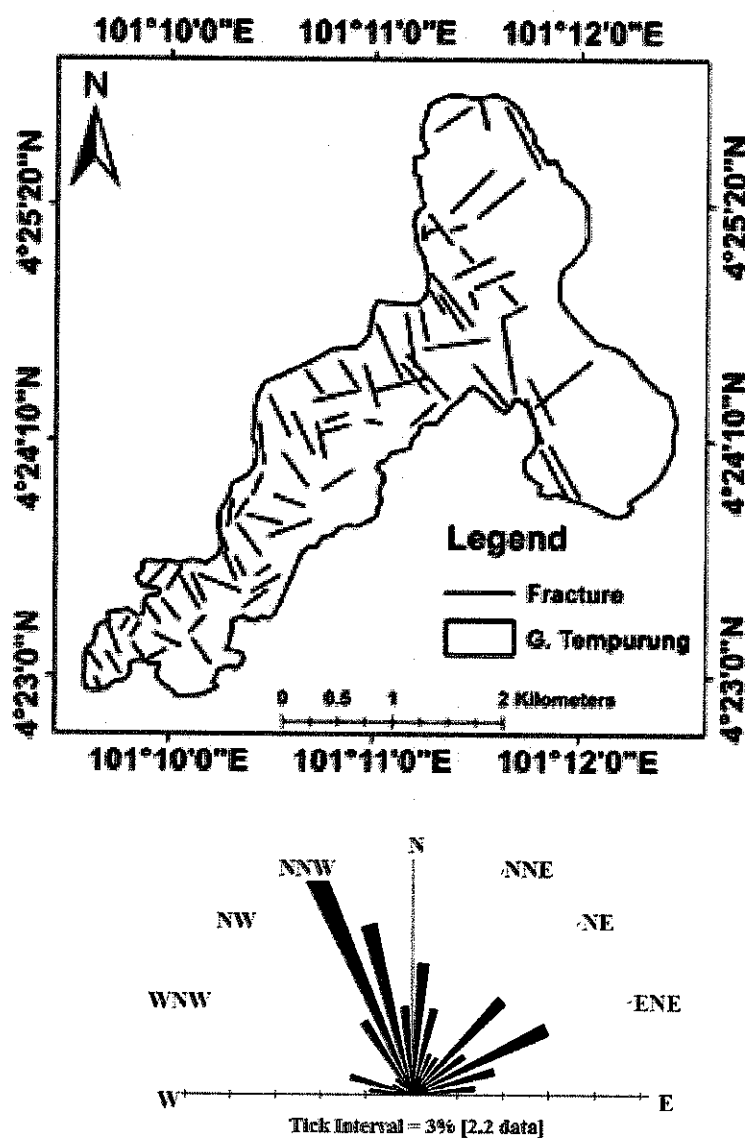 101°10'0"E 101°11'0"E 101°12'0"E
N
4°25'20"N 4°25'20"N
4°24'10"N 4°24'10"N
Legend
Fracture
G. Tempurung
4°23'0"N 4°23'0"N
0 0.5 1 2 Kilometers
101°10'0"E 101°11'0"E 101°12'0"E
N
NNW NNE
NW NE
WNW ENE
W E
Tick Interval = 3% [2.2 data]